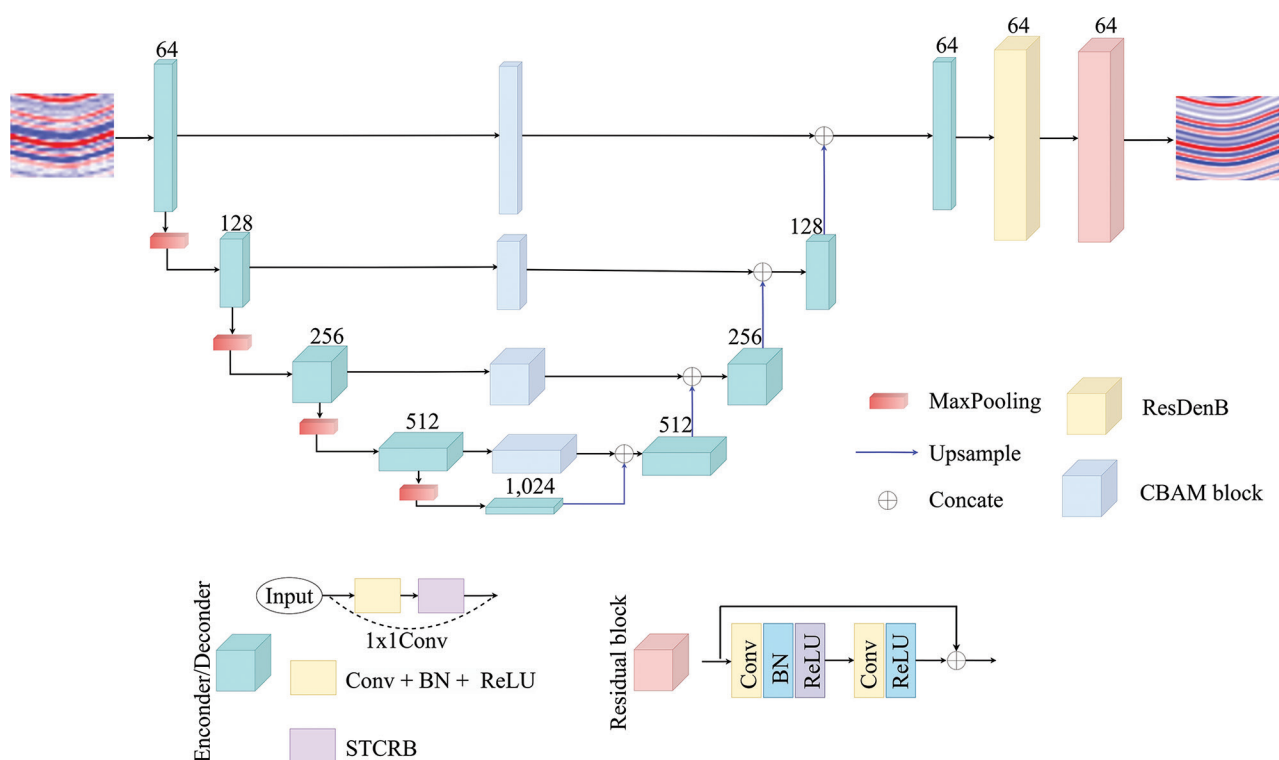 64
64
64
64
128
128
256
256
512
512
1,024
MaxPooling
ResDenB
Upsample
Concate
CBAM block
Enconder/Deconder
Input
1x1Conv
Conv + BN + ReLU
STCRB
Residual block
Conv
BN
ReLU
Conv
ReLU